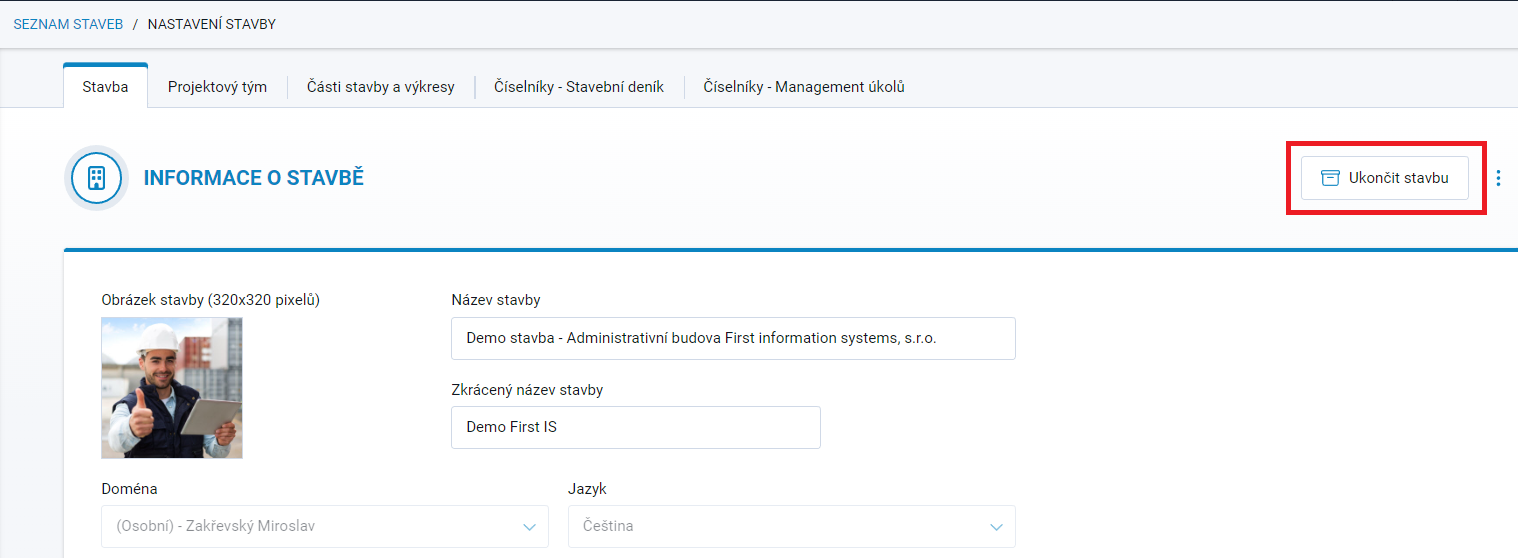 SEZNAM STAVEB / NASTAVENÍ STAVBY
Stavba Projektový tým Části stavby a výkresy Číselníky - Stavební deník Číselníky - Management úkolů
INFORMACE O STAVBĚ
Ukončit stavbu
Obrázek stavby (320x320 pixelů)
Název stavby
Demo stavba - Administrativní budova First information systems, s.r.o.
Zkrácený název stavby
Demo First IS
Doména
Jazyk
(Osobní) - Zakřevský Miroslav
Čeština